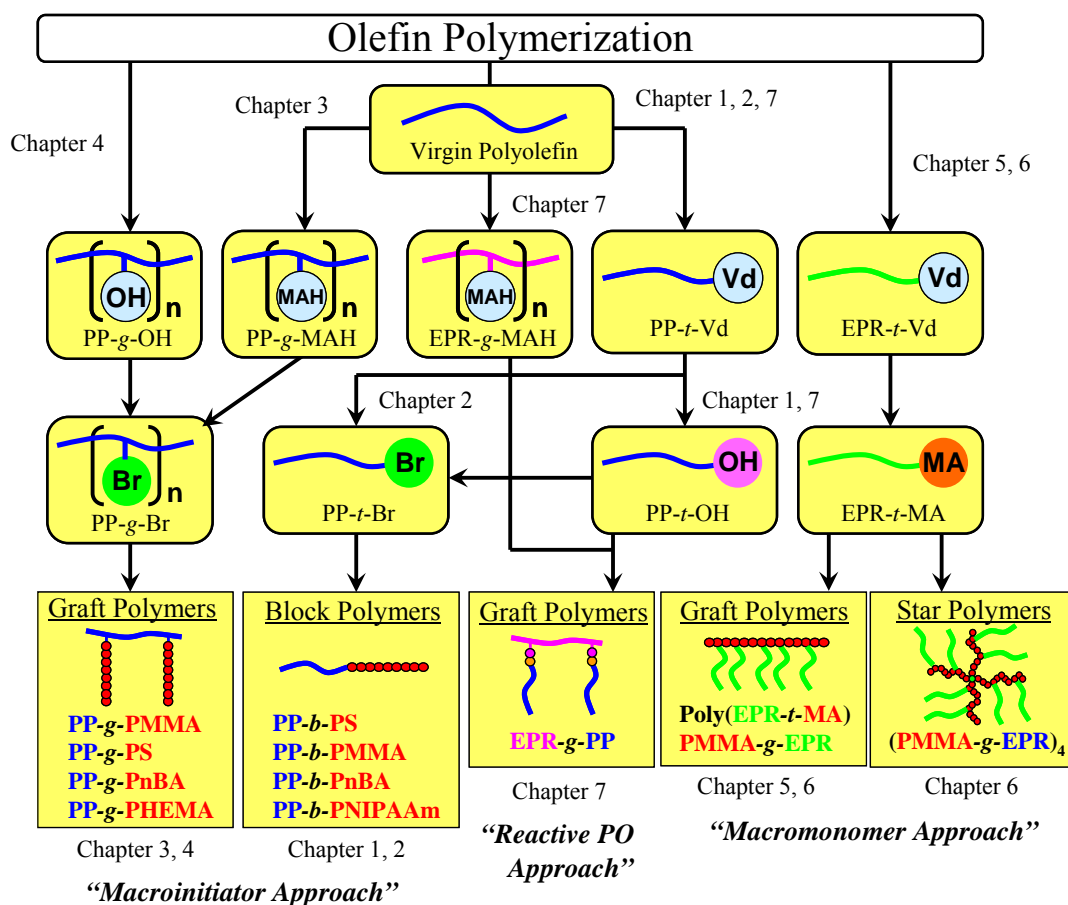 Olefin Polymerization
Chapter 3
Chapter 1, 2, 7
Chapter 4
Virgin Polyolefin
Chapter 5, 6
Chapter 7
OH
n
PP-g-OH
MAH
n
PP-g-MAH
MAH
n
EPR-g-MAH
Vd
PP-t-Vd
Vd
EPR-t-Vd
Chapter 2
Chapter 1, 7
Br
n
PP-g-Br
Br
PP-t-Br
OH
PP-t-OH
MA
EPR-t-MA
Graft Polymers
PP-g-PMMA
PP-g-PS
PP-g-PnBA
PP-g-PHEMA
Chapter 3, 4
Block Polymers
PP-b-PS
PP-b-PMMA
PP-b-PnBA
PP-b-PNIPAAm
Chapter 1, 2
“Macroinitiator Approach”
Graft Polymers
EPR-g-PP
Chapter 7
“Reactive PO
Approach”
Graft Polymers
Poly(EPR-t-MA)
PMMA-g-EPR
Chapter 5, 6
Star Polymers
(PMMA-g-EPR)4
Chapter 6
“Macromonomer Approach”